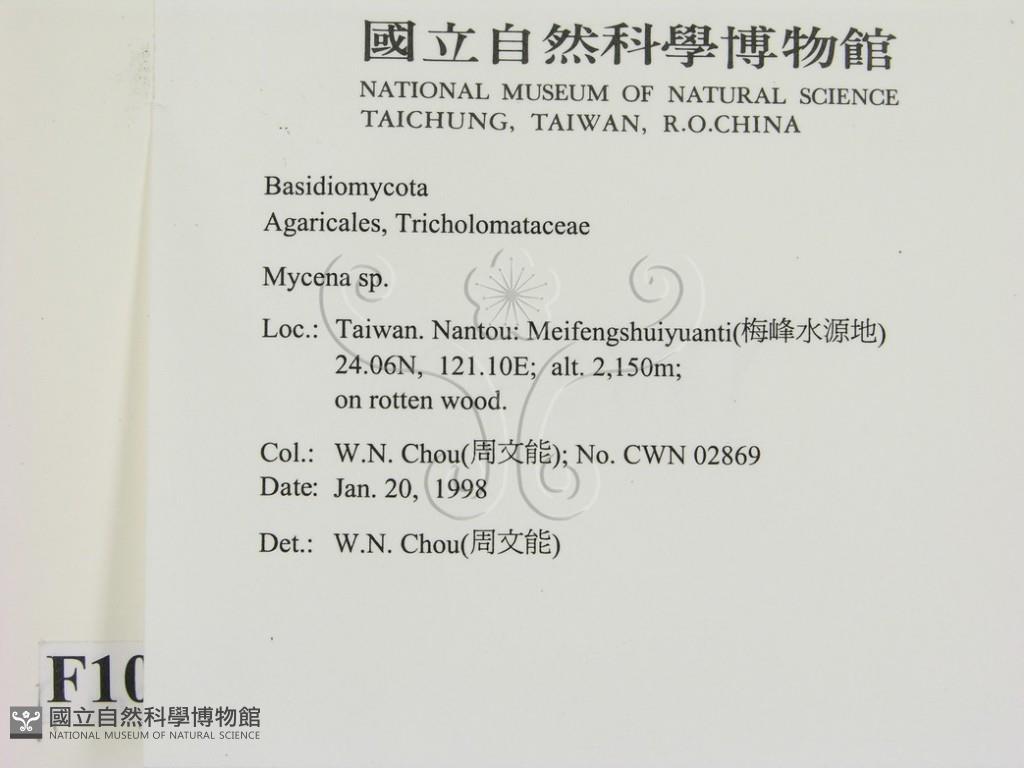 國立自然科學博物館
NATIONAL MUSEUM OF NATURAL SCIENCE
TAICHUNG, TAIWAN, R.O.CHINA
Basidiomycota
Agaricales, Tricholomataceae
Mycena sp.
Loc.: Taiwan. Nantou: Meifengshuiyuanti(梅峰水源地)
24.06N, 121.10E; alt. 2,150m;
on rotten wood.
Col.: W.N. Chou(周文能); No. CWN 02869
Date: Jan. 20, 1998
Det.: W.N. Chou(周文能)
F10
國立自然科學博物館
NATIONAL MUSEUM OF NATURAL SCIENCE